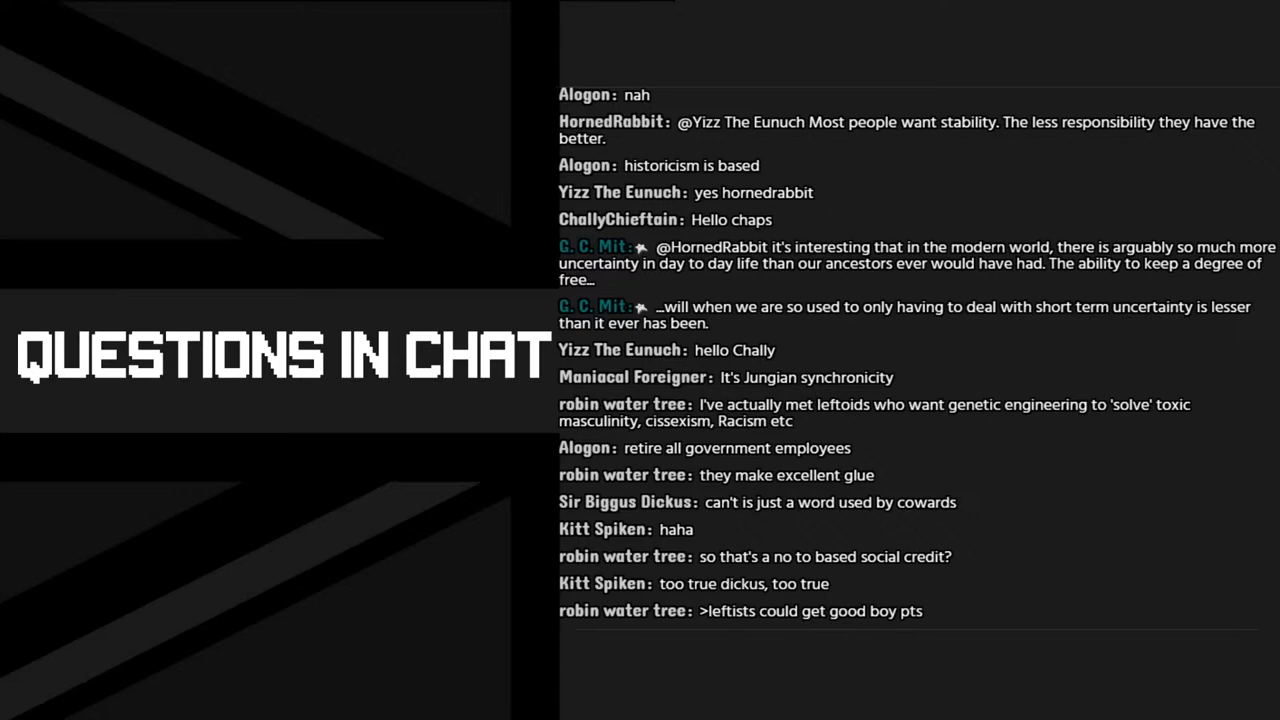 QUESTIONS IN CHAT
Alogon: nah
HornedRabbit: @Yizz The Eunuch Most people want stability. The less responsibility they have the
better.
Alogon: historicism is based
Yizz The Eunuch: yes hornedrabbit
ChallyChieftain: Hello chaps
G. C. Mit: @HornedRabbit it's interesting that in the modern world, there is arguably so much more
uncertainty in day to day life than our ancestors ever would have had. The ability to keep a degree of
free...
G. C. Mit: ...will when we are so used to only having to deal with short term uncertainty is lesser
than it ever has been.
Yizz The Eunuch: hello Chally
Maniacal Foreigner: It's Jungian synchronicity
robin water tree: I've actually met leftoids who want genetic engineering to 'solve' toxic
masculinity, cissexism, Racism etc
Alogon: retire all government employees
robin water tree: they make excellent glue
Sir Biggus Dickus: can't is just a word used by cowards
Kitt Spiken: haha
robin water tree: so that's a no to based social credit?
Kitt Spiken: too true dickus, too true
robin water tree: >leftists could get good boy pts